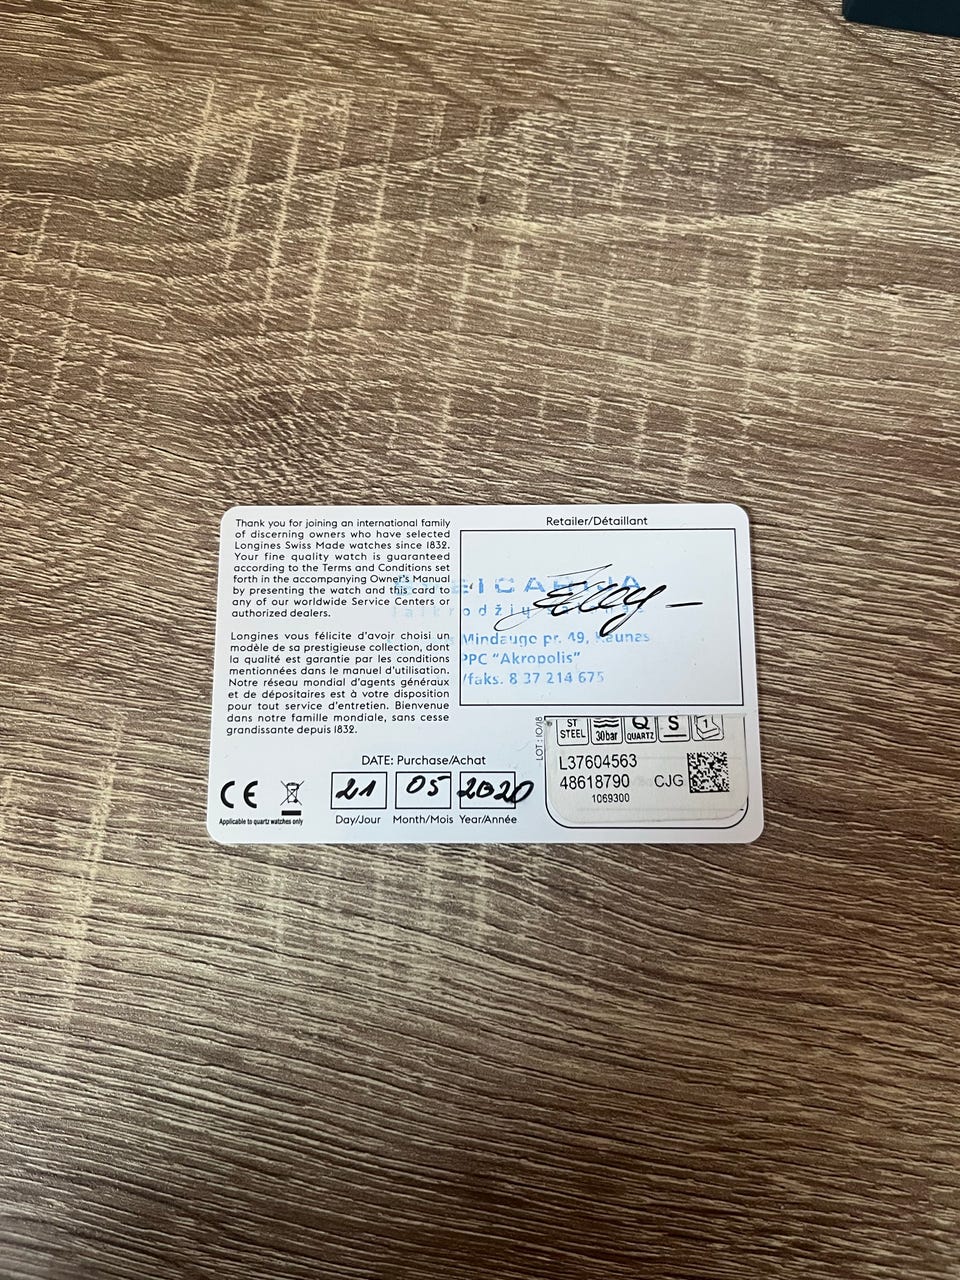 Thank you for joining an international family
of discerning owners who have selected
Longines Swiss Made watches since 1832.
Your fine quality watch is guaranteed
according to the Terms and Conditions set
forth in the accompanying Owner's Manual
by presenting the watch and this card to
any of our worldwide Service Centers or
authorized dealers.
Longines vous félicite d'avoir choisi un
modèle de sa prestigieuse collection, dont
la qualité est garantie par les conditions
mentionnées dans le manuel d'utilisation.
Notre réseau mondial d'agents généraux
et de dépositaires est à votre disposition
pour tout service d'entretien. Bienvenue
dans notre famille mondiale, sans cesse
grandissante depuis 1832.
Retailer/Détaillant
Mindaugo pr. 49, Kaunas
PPC "Akropolis"
/faks. 8 37 214 675
DATE: Purchase/Achat
21 05 2020
Day/Jour Month/Mois Year/Année
CE
Applicable to quartz watches only
LOT: 10/18
ST STEEL 30bar Q QUARTZ S 1
L37604563
48618790 CJG
1069300